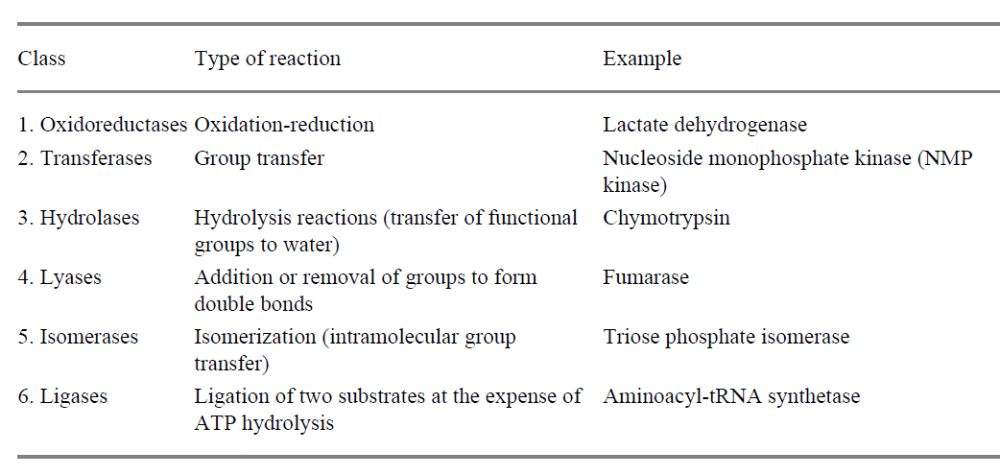 Class Type of reaction Example
1. Oxidoreductases Oxidation-reduction Lactate dehydrogenase
2. Transferases Group transfer Nucleoside monophosphate kinase (NMP
kinase)
3. Hydrolases Hydrolysis reactions (transfer of functional Chymotrypsin
groups to water)
4. Lyases Addition or removal of groups to form Fumarase
double bonds
5. Isomerases Isomerization (intramolecular group Triose phosphate isomerase
transfer)
6. Ligases Ligation of two substrates at the expense of Aminoacyl-tRNA synthetase
ATP hydrolysis